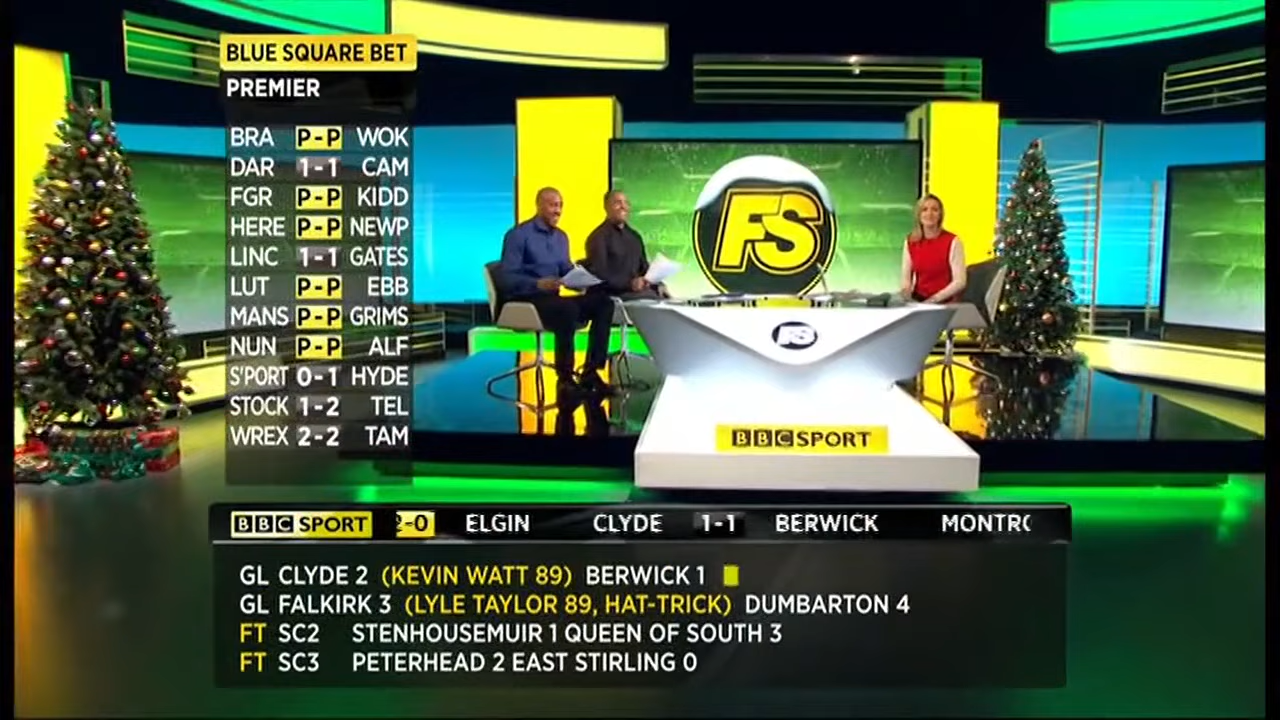 BLUE SQUARE BET
PREMIER
BRA P-P WOK
DAR 1-1 CAM
FGR P-P KIDD
HERE P-P NEWP
LINC 1-1 GATES
LUT P-P EBB
MANS P-P GRIMS
NUN P-P ALF
S'PORT 0-1 HYDE
STOCK 1-2 TEL
WREX 2-2 TAM
FS
FS
BBC SPORT
BBC SPORT 2-0 ELGIN CLYDE 1-1 BERWICK MONTR
GL CLYDE 2 (KEVIN WATT 89) BERWICK 1
GL FALKIRK 3 (LYLE TAYLOR 89, HAT-TRICK) DUMBARTON 4
FT SC2 STENHOUSEMUIR 1 QUEEN OF SOUTH 3
FT SC3 PETERHEAD 2 EAST STIRLING 0